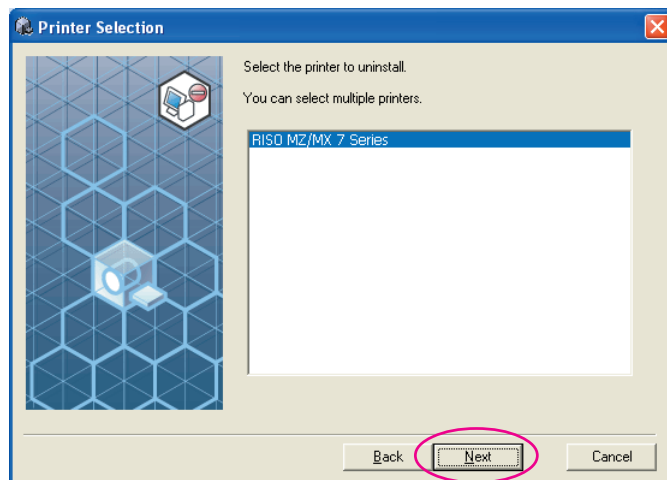 Printer Selection
Select the printer to uninstall.
You can select multiple printers.
RISO MZ/MX 7 Series
Back Next Cancel